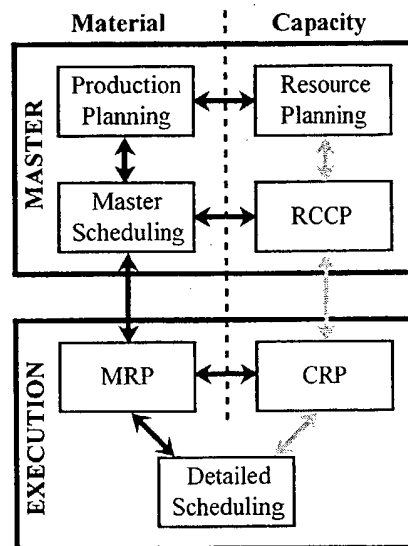 Material
Capacity
MASTER
Production
Planning
Resource
Planning
Master
Scheduling
RCCP
EXECUTION
MRP
CRP
Detailed
Scheduling